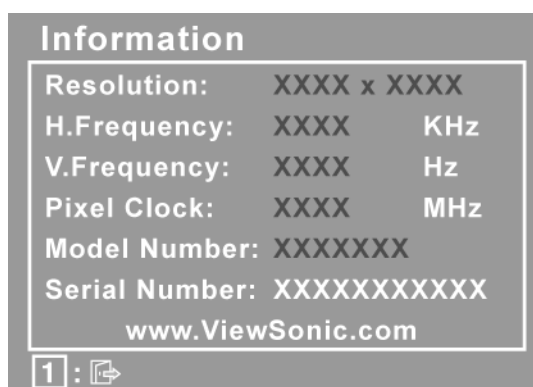 Information
Resolution: XXXX x XXXX
H.Frequency: XXXX KHz
V.Frequency: XXXX Hz
Pixel Clock: XXXX MHz
Model Number: XXXXXXX
Serial Number: XXXXXXXXXXX
www.ViewSonic.com
1 :